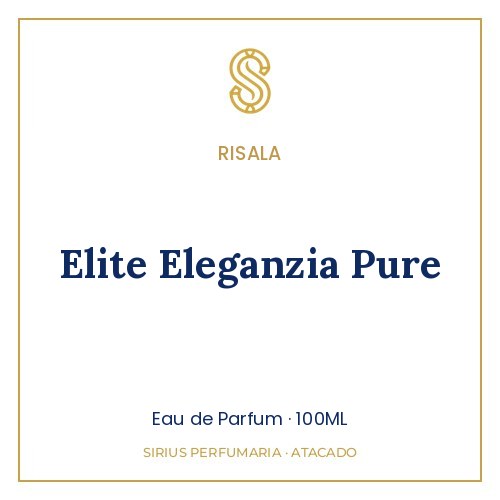 RISALA
Elite Eleganzia Pure
Eau de Parfum · 100ML
SIRIUS PERFUMARIA · ATACADO